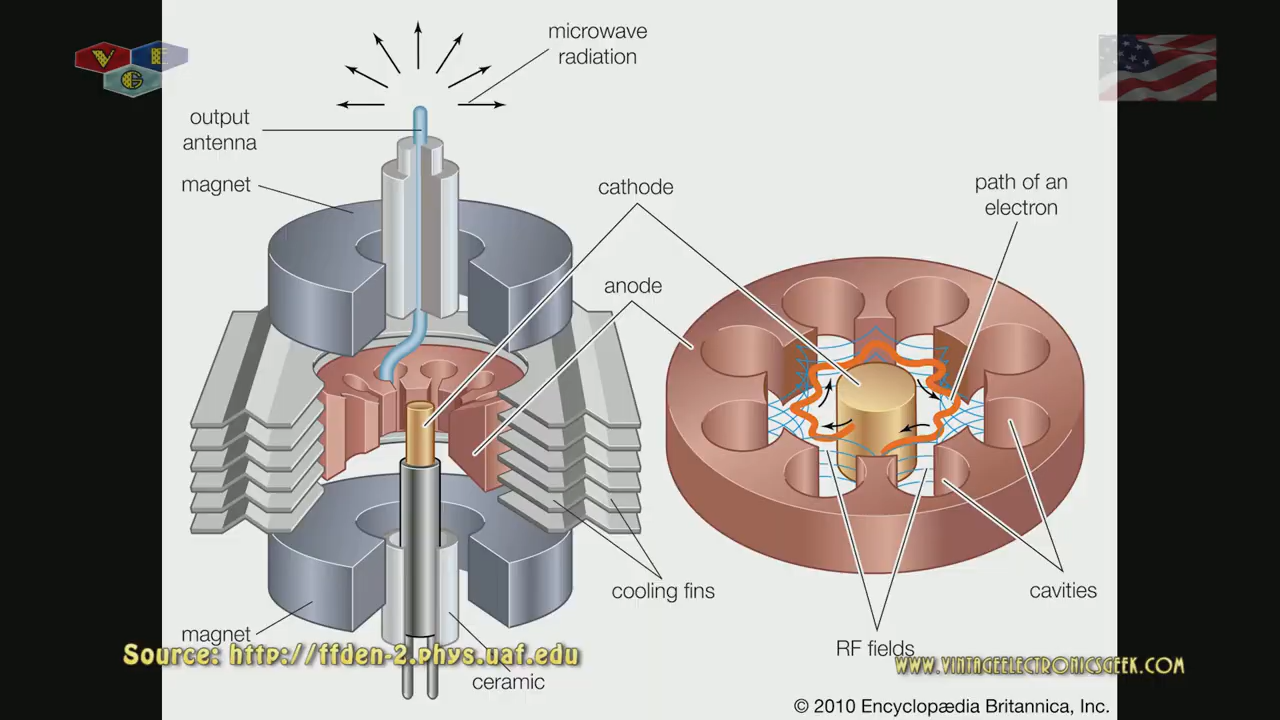 V E
G
microwave
radiation
output
antenna
magnet
cathode
path of an
electron
anode
cooling fins
cavities
magnet
RF fields
ceramic
Source: http://ffden-2.phys.uaf.edu
www.VINTAGEELECTRONICSGEEK.COM
© 2010 Encyclopædia Britannica, Inc.